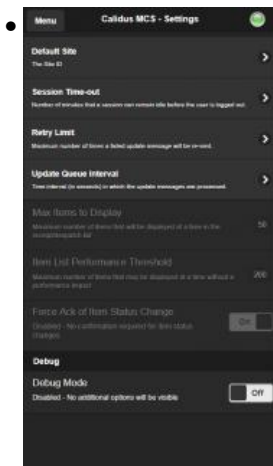 Menu
Calidus MCS - Settings
Default Site
The Site ID
Session Time-out
Number of minutes that a session can remain idle before the user is logged out.
Retry Limit
Maximum number of times a failed update message will be re-send.
Update Queue Interval
Time interval (in seconds) in which the update messages are processed.
Max Items to Display
Maximum number of items that will be displayed at a time in the
50
Item List Performance Threshold
Maximum number of items that may be displayed at a time without a
200
performance impact
Force Ack of Item Status Change
Disabled - No confirmation required for item status
On
changes
Debug
Debug Mode
Disabled - No additional options will be visible
Off